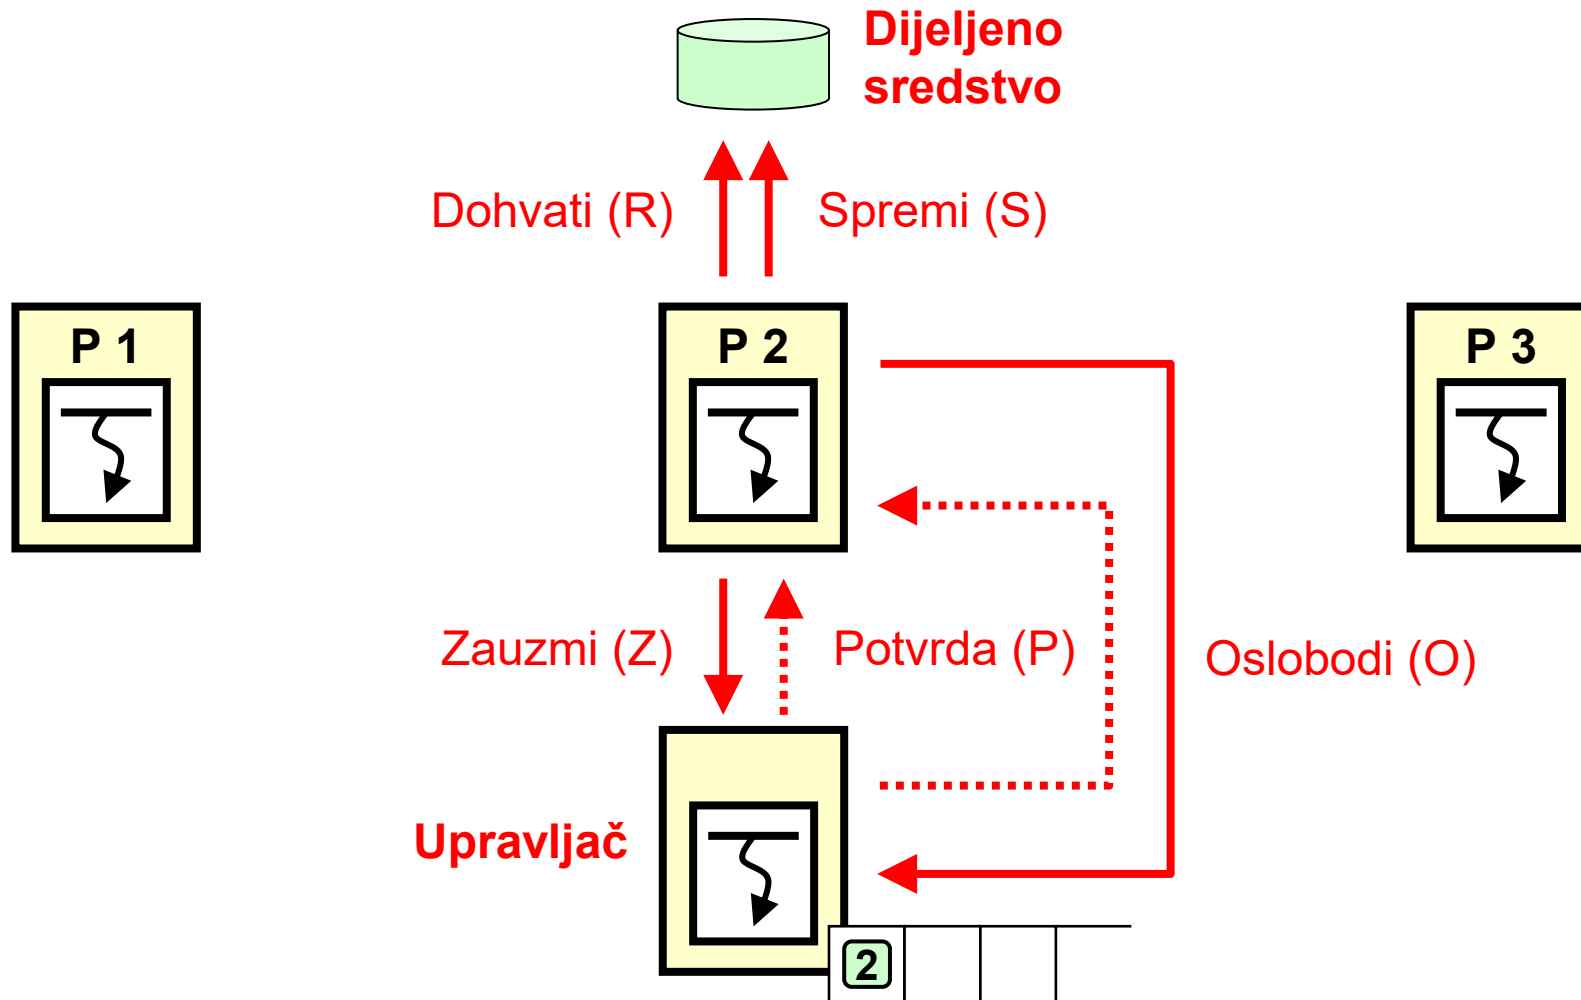 Dijeljeno
sredstvo
Dohvati (R)
Spremi (S)
P 1
P 2
P 3
Zauzmi (Z)
Potvrda (P)
Oslobodi (O)
Upravljač
2